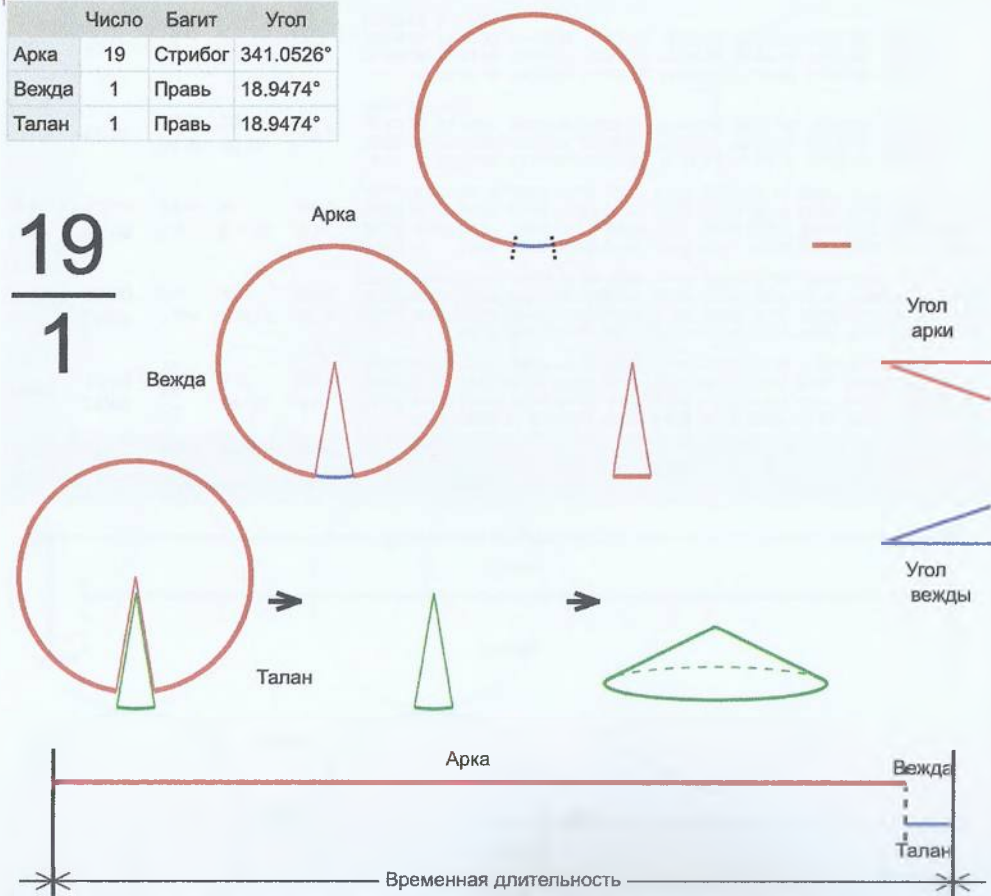 Число Багит Угол
Арка 19 Стрибог 341.0526°
Вежда 1 Правь 18.9474°
Талан 1 Правь 18.9474°
19
1
Арка
Вежда
Угол
арки
Угол
вежды
Талан
Арка
Вежда
Талан
Временная длительность